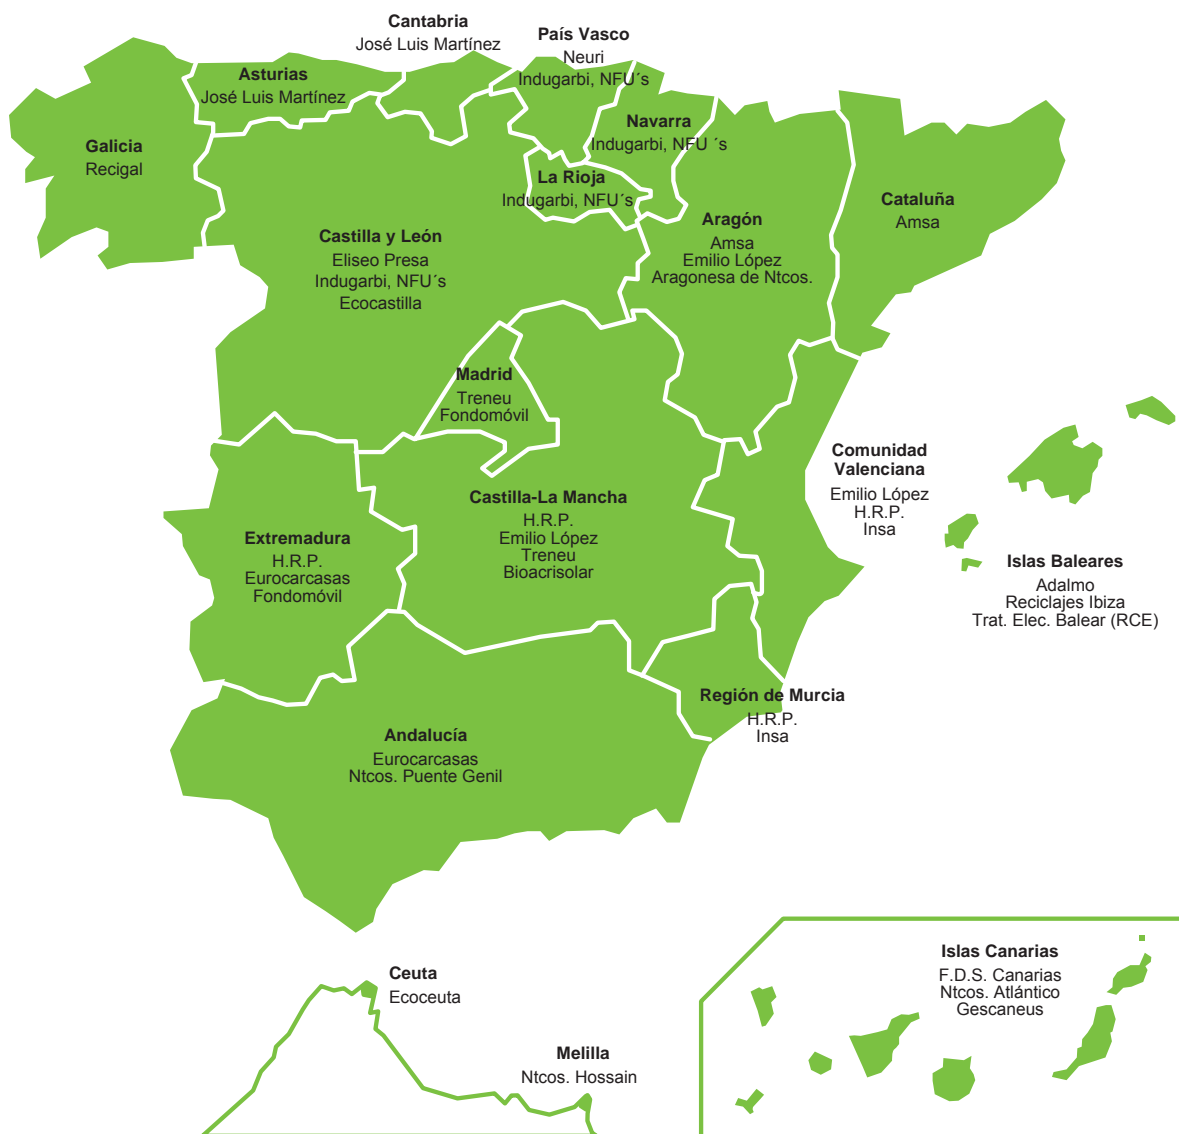 Cantabria
José Luis Martínez
País Vasco
Neuri
Indugarbi, NFU´s
Asturias
José Luis Martínez
Galicia
Recigal
Navarra
Indugarbi, NFU ´s
La Rioja
Indugarbi, NFU´s
Cataluña
Amsa
Aragón
Amsa
Emilio López
Aragonesa de Ntcos.
Castilla y León
Eliseo Presa
Indugarbi, NFU´s
Ecocastilla
Madrid
Treneu
Fondomóvil
Comunidad
Valenciana
Emilio López
H.R.P.
Insa
Castilla-La Mancha
H.R.P.
Emilio López
Treneu
Bioacrisolar
Extremadura
H.R.P.
Eurocarcasas
Fondomóvil
Islas Baleares
Adalmo
Reciclajes Ibiza
Trat. Elec. Balear (RCE)
Región de Murcia
H.R.P.
Insa
Andalucía
Eurocarcasas
Ntcos. Puente Genil
Islas Canarias
F.D.S. Canarias
Ntcos. Atlántico
Gescaneus
Ceuta
Ecoceuta
Melilla
Ntcos. Hossain